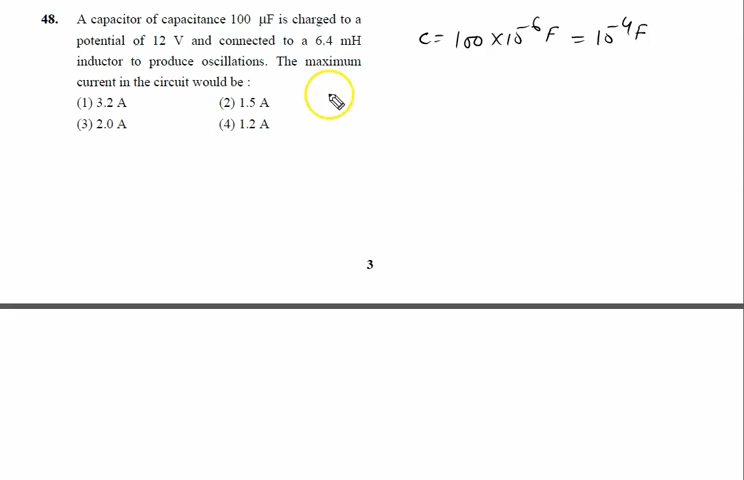 48. A capacitor of capacitance 100 μF is charged to a
potential of 12 V and connected to a 6.4 mH
inductor to produce oscillations. The maximum
current in the circuit would be :
(1) 3.2 A (2) 1.5 A
(3) 2.0 A (4) 1.2 A
C = 100 × 10⁻⁶ F = 10⁻⁴ F
3